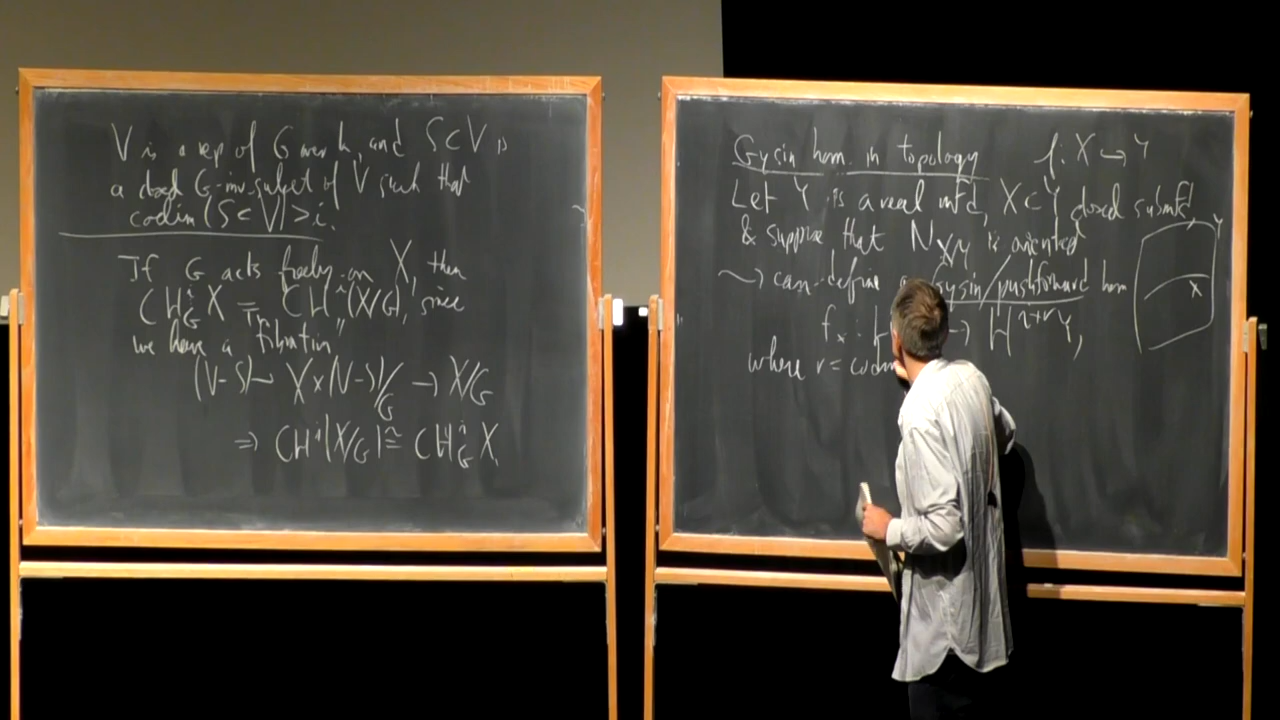 V is a rep of G over k, and S⊂V is
a closed G-inv. subset of V such that
codim(S⊂V)>i.
If G acts freely on X, then
CH^i_G X = CH^i(X/G), since
we have a "fibration"
(V-S) → X×(V-S)/G → X/G
⇒ CH^i(X/G) ≅ CH^i_G X.
Gysin hom. in topology f: X ↪ Y
Let Y is a real mfd, X⊂Y closed submfd,
& suppose that N_{X/Y} is oriented
⇝ can define a Gysin/pushforward hom
f_*: H → H^{i+r} Y,
where r = codim
Y
X